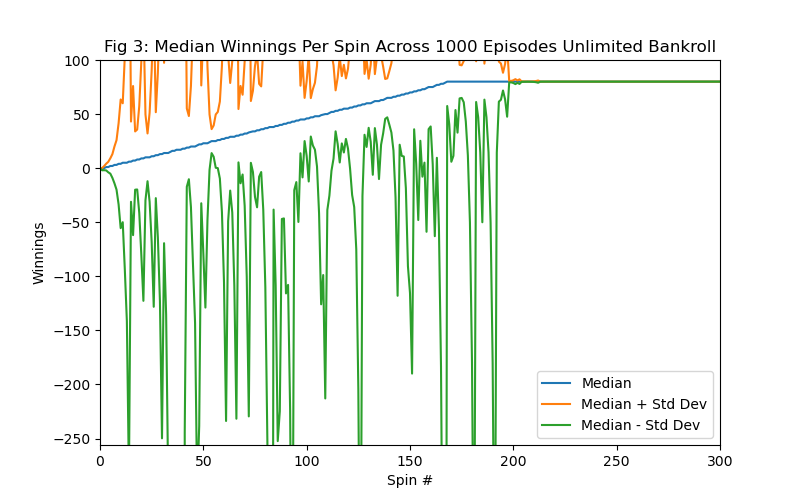 Fig 3: Median Winnings Per Spin Across 1000 Episodes Unlimited Bankroll
100
50
0
−50
−100
−150
−200
−250
Winnings
Median
Median + Std Dev
Median - Std Dev
0 50 100 150 200 250 300
Spin #